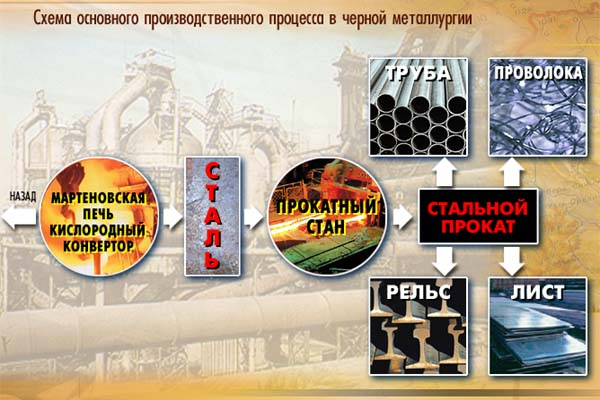 Схема основного производственного процесса в черной металлургии
ТРУБА
ПРОВОЛОКА
НАЗАД
МАРТЕНОВСКАЯ
ПЕЧЬ
КИСЛОРОДНЫЙ
КОНВЕРТОР
СТАЛЬ
ПРОКАТНЫЙ
СТАН
СТАЛЬНОЙ
ПРОКАТ
РЕЛЬС
ЛИСТ